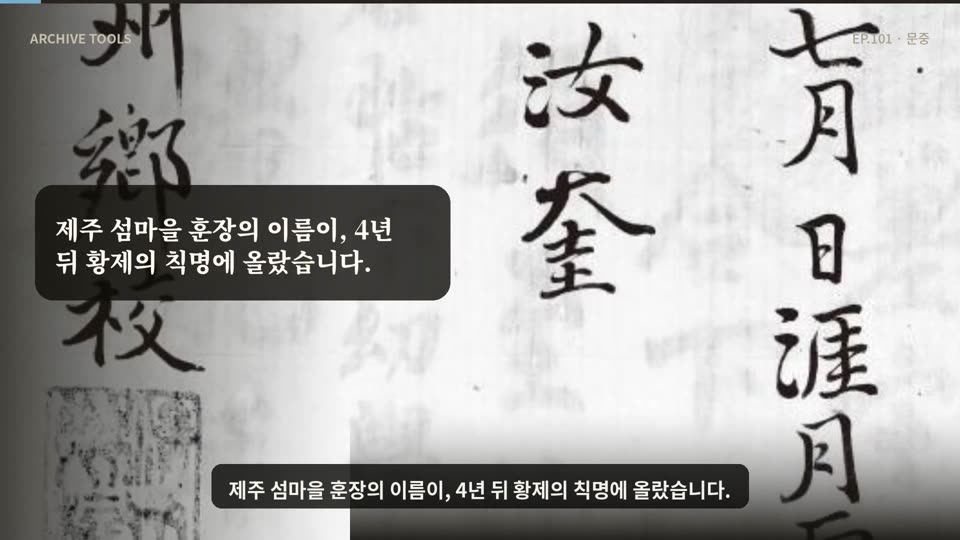 ARCHIVE TOOLS
EP.101 · 문중
七月 日涯月
汝奎
州鄕校
제주 섬마을 훈장의 이름이, 4년
뒤 황제의 칙명에 올랐습니다.
제주 섬마을 훈장의 이름이, 4년 뒤 황제의 칙명에 올랐습니다.